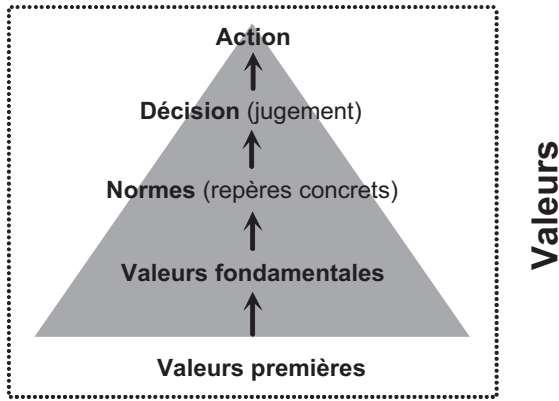 Action
Décision (jugement)
Normes (repères concrets)
Valeurs fondamentales
Valeurs premières
Valeurs